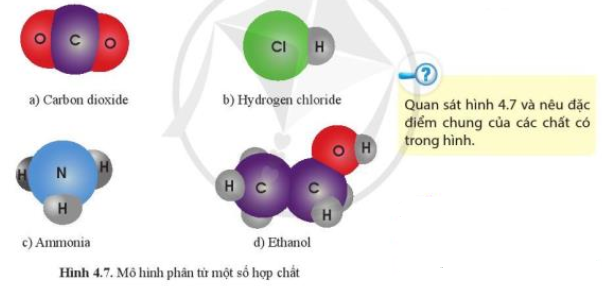 O C O
Cl H
a) Carbon dioxide
b) Hydrogen chloride
?
Quan sát hình 4.7 và nêu đặc
điểm chung của các chất có
trong hình.
H N H
H
O H
H C C
H
c) Ammonia
d) Ethanol
Hình 4.7. Mô hình phân tử một số hợp chất